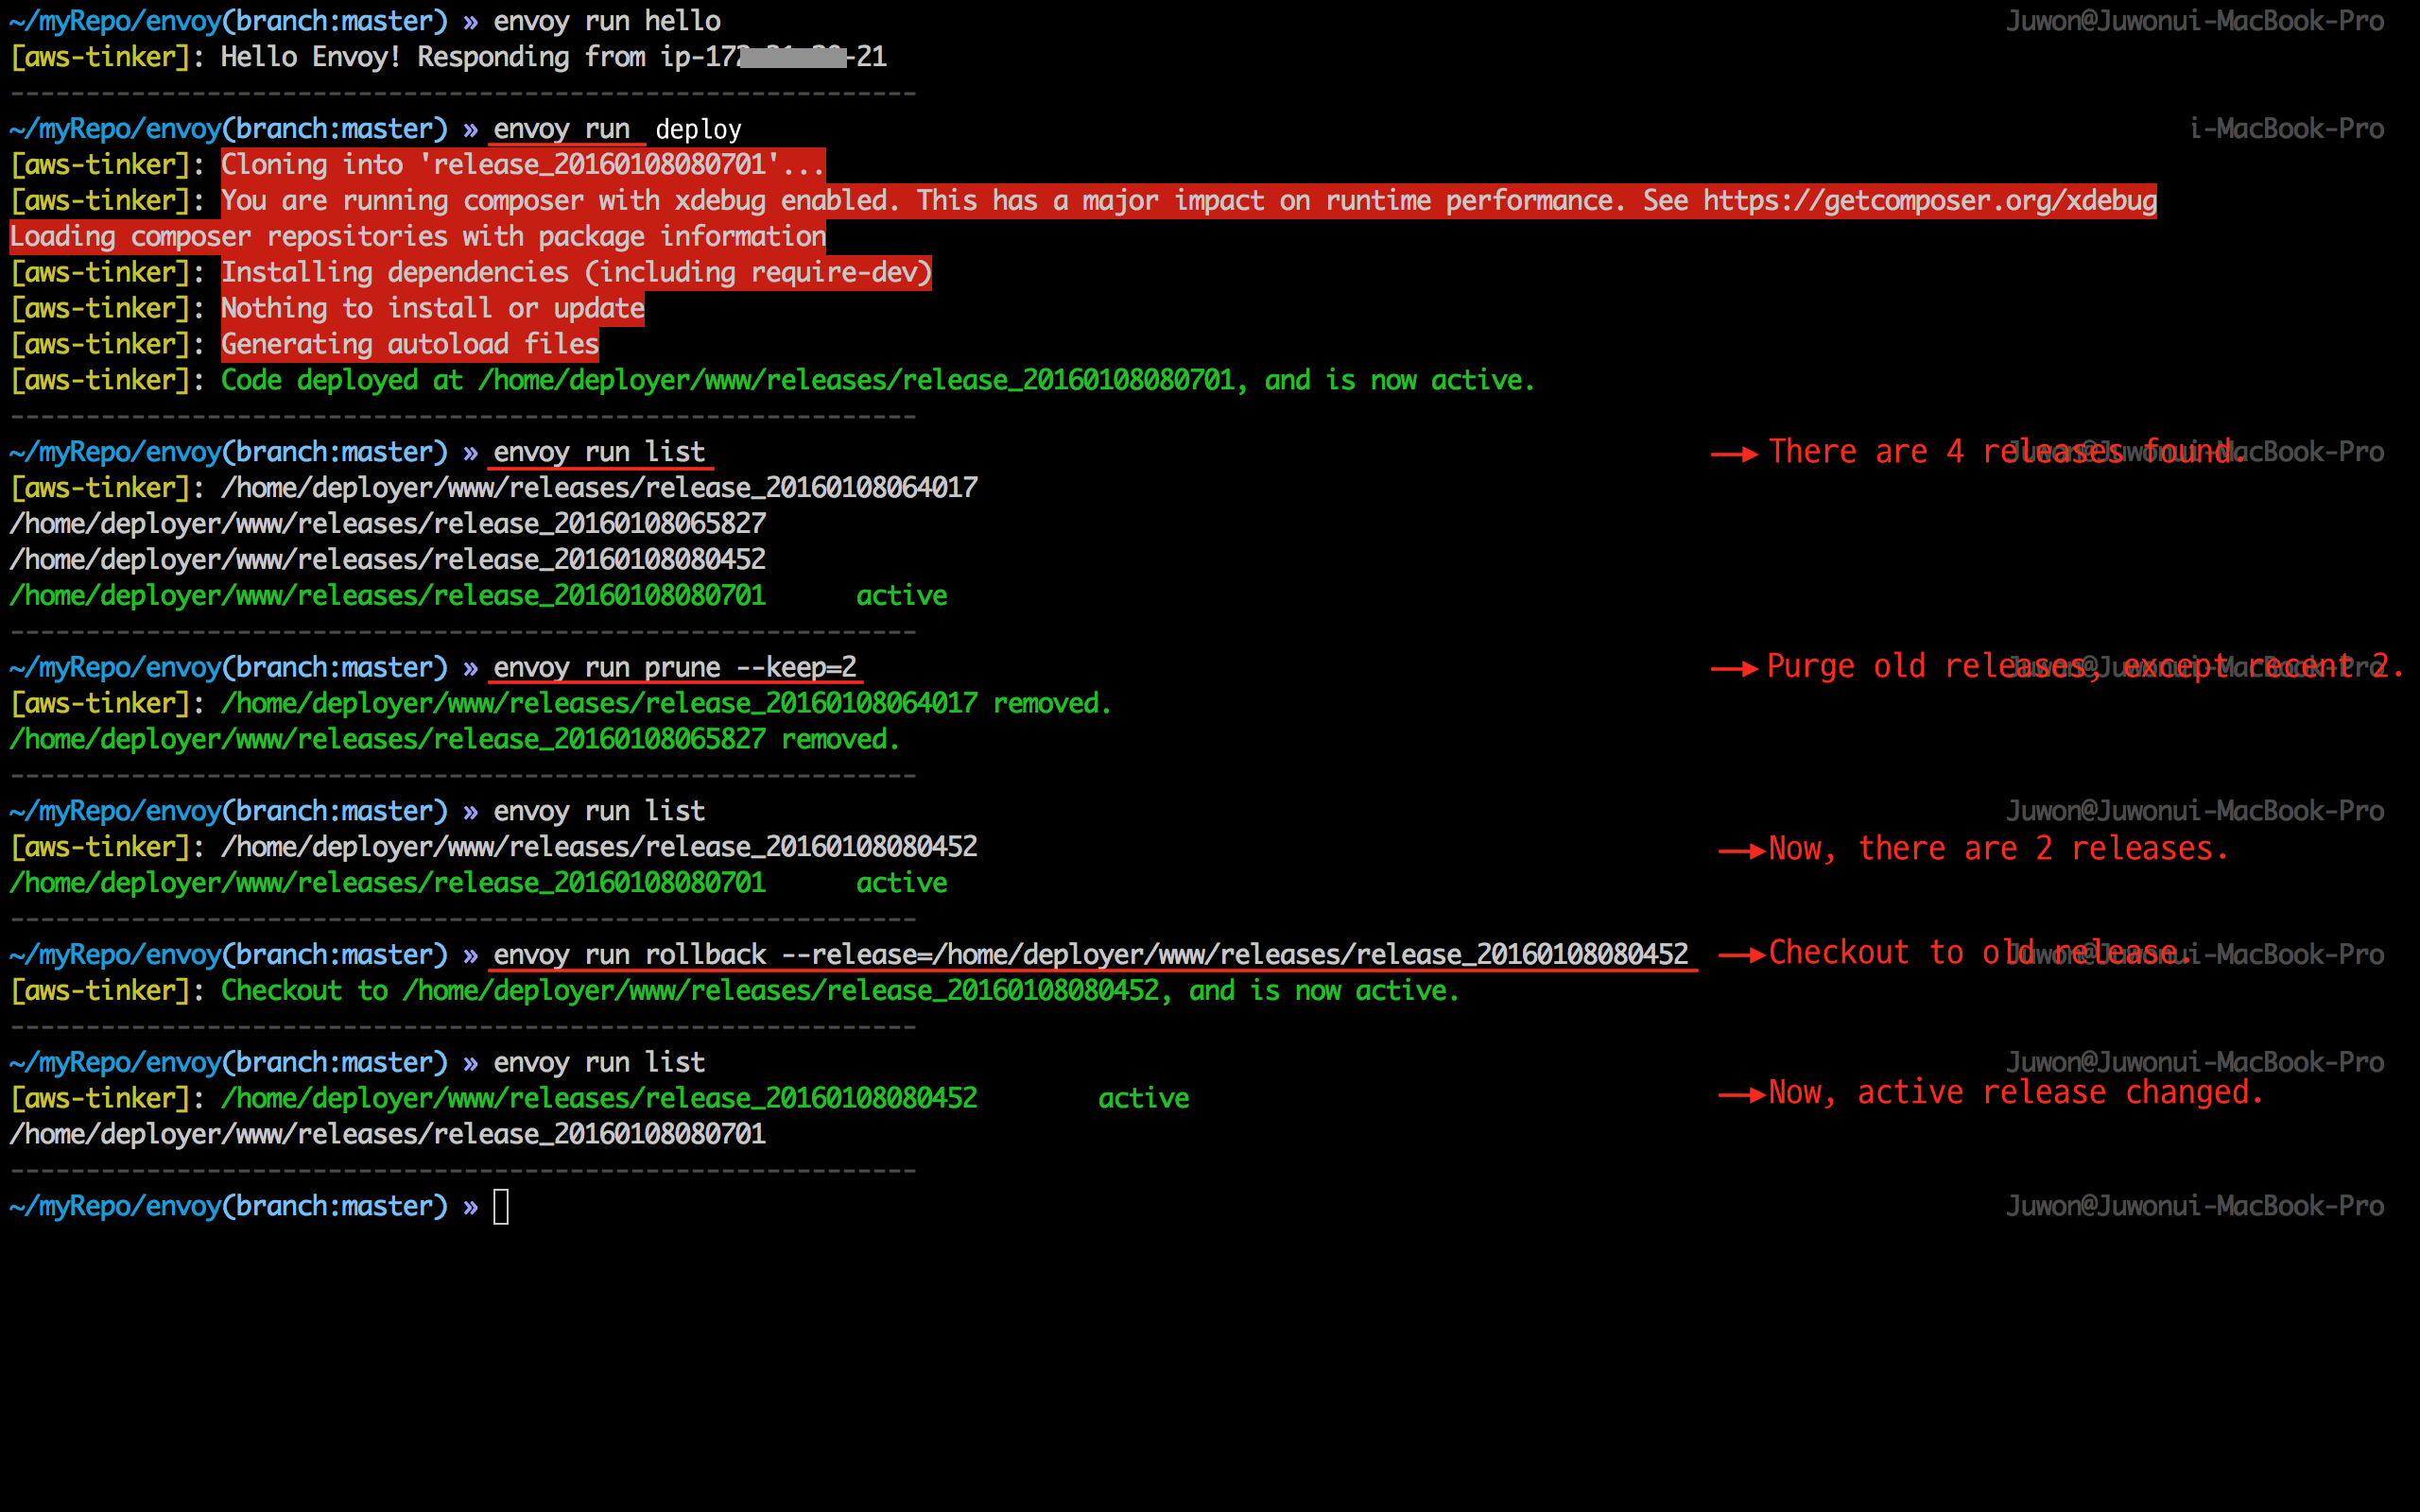 ~/myRepo/envoy(branch:master) » envoy run hello Juwon@Juwonui-MacBook-Pro
[aws-tinker]: Hello Envoy! Responding from ip-172 -21
------------------------------------------------------------
~/myRepo/envoy(branch:master) » envoy run deploy i-MacBook-Pro
[aws-tinker]: Cloning into 'release_20160108080701'...
[aws-tinker]: You are running composer with xdebug enabled. This has a major impact on runtime performance. See https://getcomposer.org/xdebug
Loading composer repositories with package information
[aws-tinker]: Installing dependencies (including require-dev)
[aws-tinker]: Nothing to install or update
[aws-tinker]: Generating autoload files
[aws-tinker]: Code deployed at /home/deployer/www/releases/release_20160108080701, and is now active.
------------------------------------------------------------
~/myRepo/envoy(branch:master) » envoy run list There are 4 releases found. Juwon@Juwonui-MacBook-Pro
[aws-tinker]: /home/deployer/www/releases/release_20160108064017
/home/deployer/www/releases/release_20160108065827
/home/deployer/www/releases/release_20160108080452
/home/deployer/www/releases/release_20160108080701 active
------------------------------------------------------------
~/myRepo/envoy(branch:master) » envoy run prune --keep=2 Purge old releases, except recent 2. Juwon@Juwonui-MacBook-Pro
[aws-tinker]: /home/deployer/www/releases/release_20160108064017 removed.
/home/deployer/www/releases/release_20160108065827 removed.
------------------------------------------------------------
~/myRepo/envoy(branch:master) » envoy run list Juwon@Juwonui-MacBook-Pro
[aws-tinker]: /home/deployer/www/releases/release_20160108080452 Now, there are 2 releases.
/home/deployer/www/releases/release_20160108080701 active
------------------------------------------------------------
~/myRepo/envoy(branch:master) » envoy run rollback --release=/home/deployer/www/releases/release_20160108080452 Checkout to old release. Juwon@Juwonui-MacBook-Pro
[aws-tinker]: Checkout to /home/deployer/www/releases/release_20160108080452, and is now active.
------------------------------------------------------------
~/myRepo/envoy(branch:master) » envoy run list Juwon@Juwonui-MacBook-Pro
[aws-tinker]: /home/deployer/www/releases/release_20160108080452 active Now, active release changed.
/home/deployer/www/releases/release_20160108080701
------------------------------------------------------------
~/myRepo/envoy(branch:master) » Juwon@Juwonui-MacBook-Pro